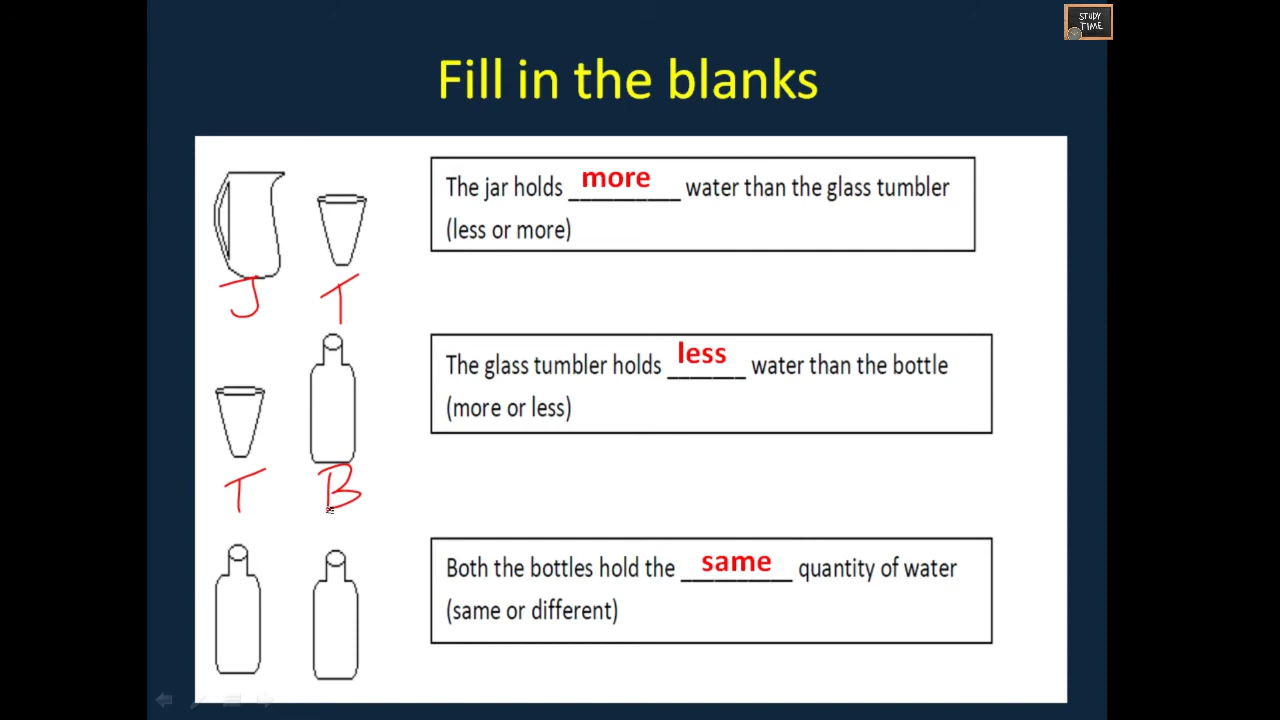 STUDY
TIME
Fill in the blanks
The jar holds more water than the glass tumbler
(less or more)
J T
The glass tumbler holds less water than the bottle
(more or less)
T B
Both the bottles hold the same quantity of water
(same or different)